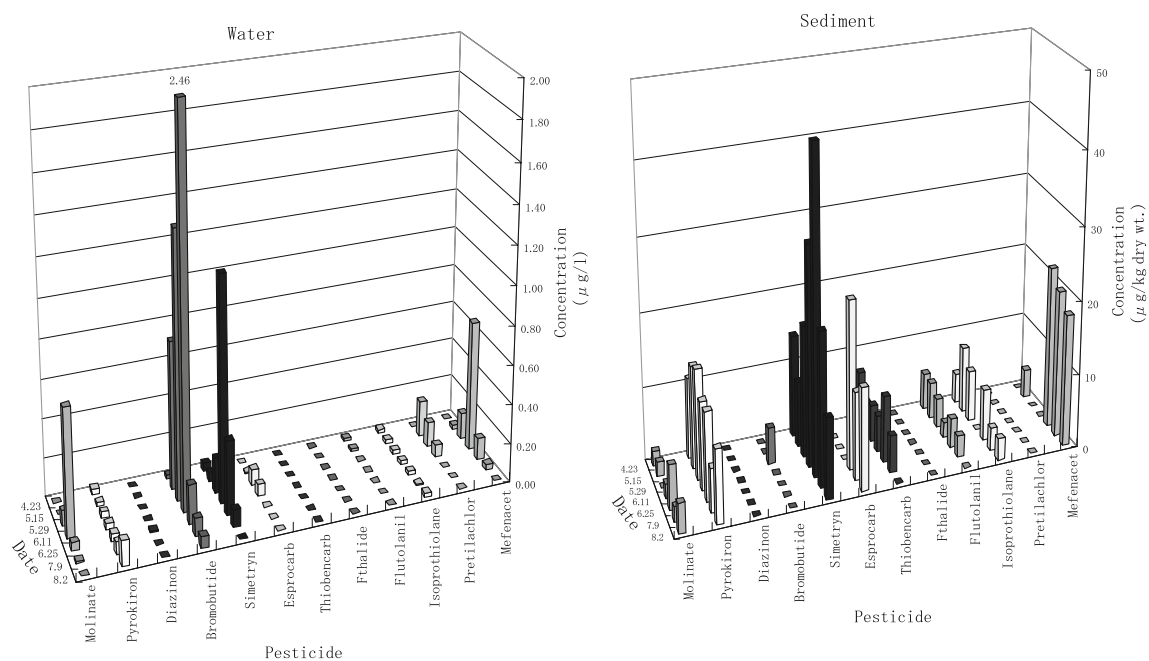 Water
2.46
2.00
1.80
1.60
1.40
1.20
1.00
0.80
0.60
0.40
0.20
0.00
Concentration
(μg/l)
4.23
5.15
5.29
6.11
6.25
7.9
8.2
Date
Molinate
Pyrokiron
Diazinon
Bromobutide
Simetryn
Esprocarb
Thiobencarb
Fthalide
Flutolanil
Isoprothiolane
Pretilachlor
Mefenacet
Pesticide
Sediment
50
40
30
20
10
0
Concentration
(μg/kg dry wt.)
4.23
5.15
5.29
6.11
6.25
7.9
8.2
Date
Molinate
Pyrokiron
Diazinon
Bromobutide
Simetryn
Esprocarb
Thiobencarb
Fthalide
Flutolanil
Isoprothiolane
Pretilachlor
Mefenacet
Pesticide